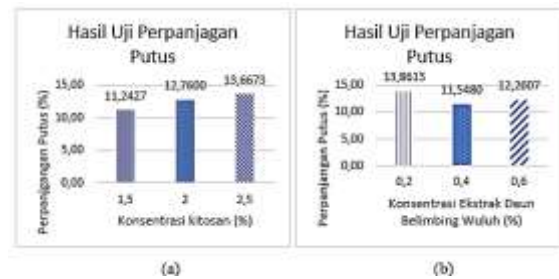 Hasil Uji Perpanjagan
Putus
Perpanjgangan Putus (%)
15,00
10,00
5,00
0,00
11,2427
12,7600
13,6673
1,5
2
2,5
Konsentrasi kitosan (%)
(a)
Hasil Uji Perpanjagan
Putus
Perpanjangan Putus (%)
15,00
10,00
5,00
0,00
13,8613
11,5480
12,2607
0,2
0,4
0,6
Konsentrasi Ekstrak Daun
Belimbing Wuluh (%)
(b)